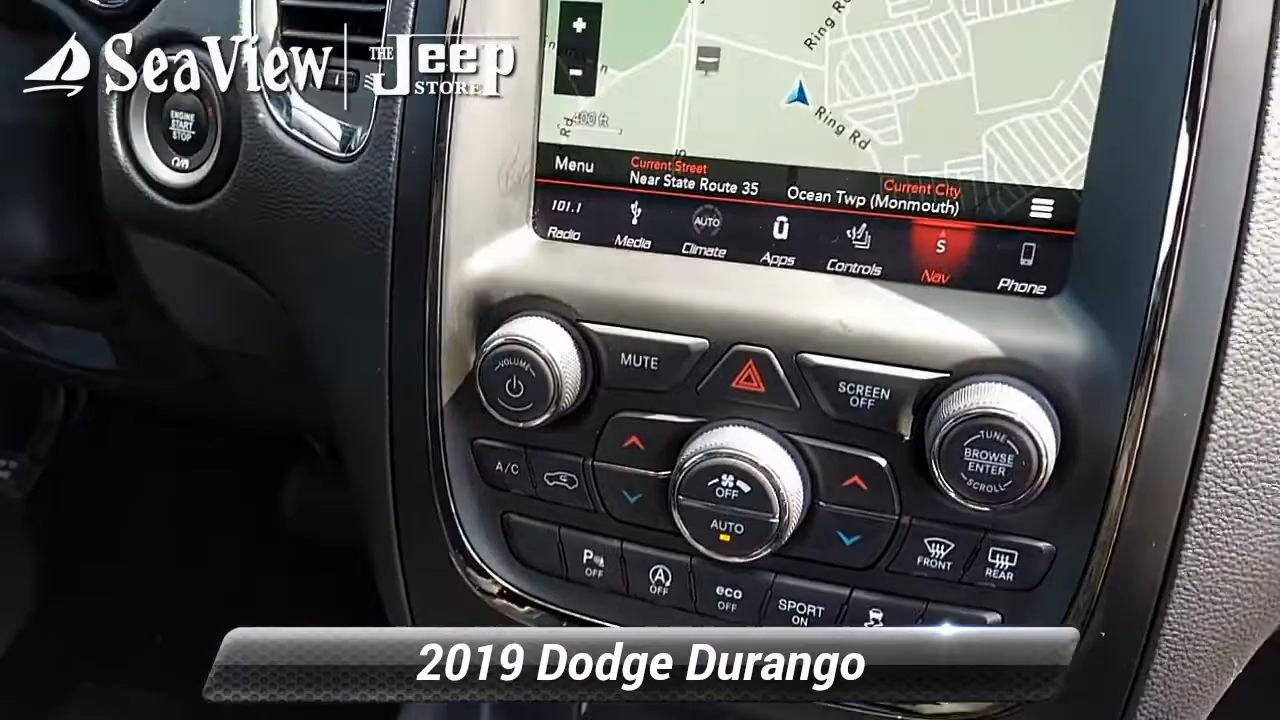 SeaView
THE Jeep STORE
ENGINE
START
STOP
+
-
400 ft
Ring Rd
Ring Rd
Menu
Current Street
Near State Route 35
Current City
Ocean Twp (Monmouth)
101.1
Radio
Media
AUTO
Climate
Apps
Controls
S
Nav
Phone
VOLUME
MUTE
SCREEN
OFF
TUNE
BROWSE
ENTER
SCROLL
A/C
OFF
AUTO
FRONT
REAR
P
OFF
A
OFF
eco
OFF
SPORT
ON
2019 Dodge Durango